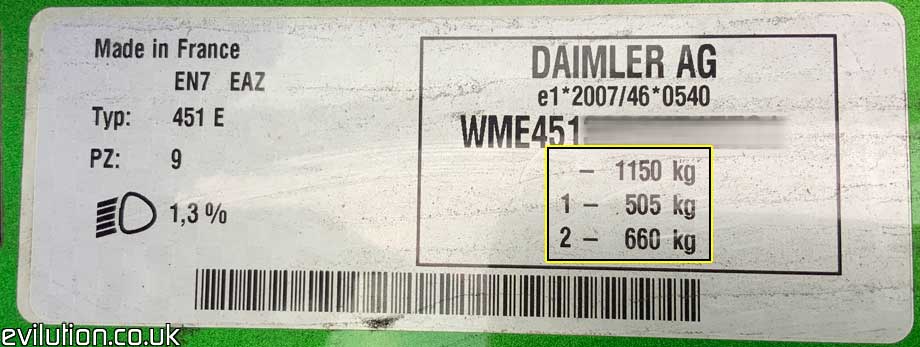 Made in France
EN7 EAZ
Typ: 451 E
PZ: 9
1,3 %
DAIMLER AG
e1*2007/46*0540
WME451
- 1150 kg
1 - 505 kg
2 - 660 kg
evilution.co.uk